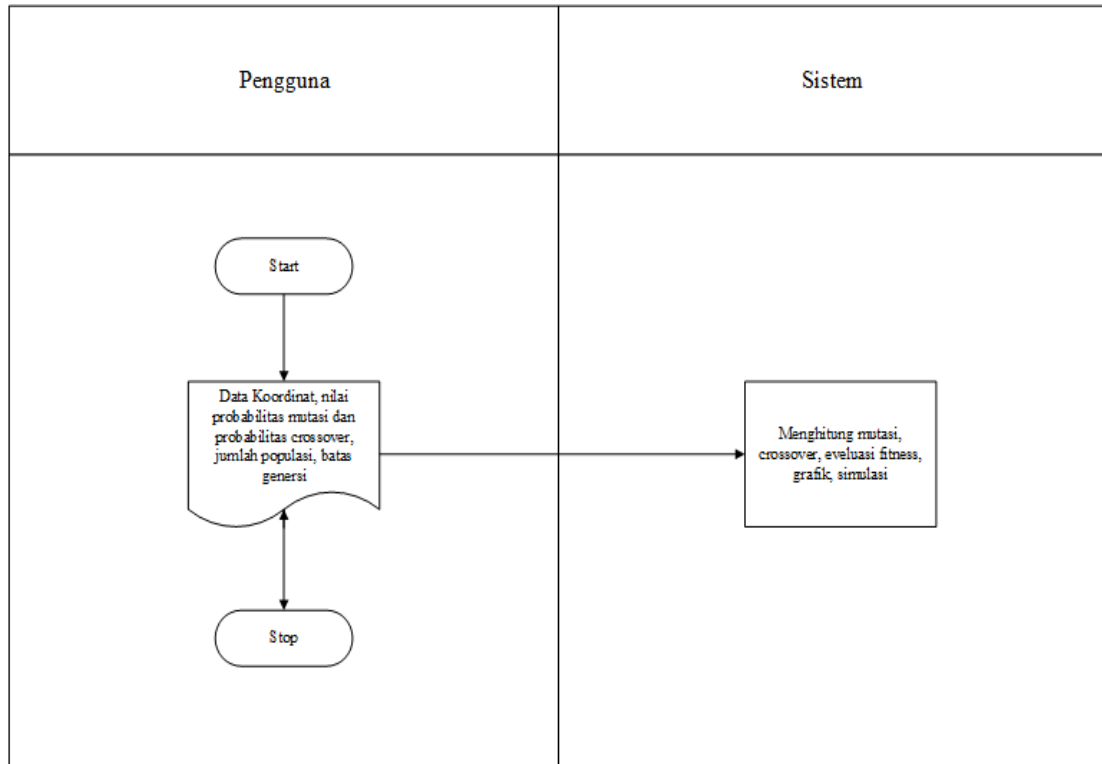 Pengguna
Sistem
Start
Data Koordinat, nilai
probabilitas mutasi dan
probabilitas crossover,
jumlah populasi, batas
genersi
Menghitung mutasi,
crossover, eveluasi fitness,
grafik, simulasi
Stop